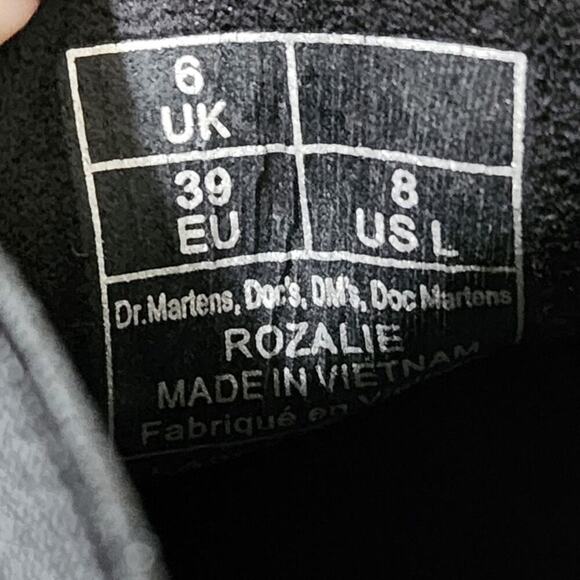 6
UK
39
EU
8
US L
Dr.Martens, Doc's, DM's, Doc Martens
ROZALIE
MADE IN VIETNAM
Fabriqué en